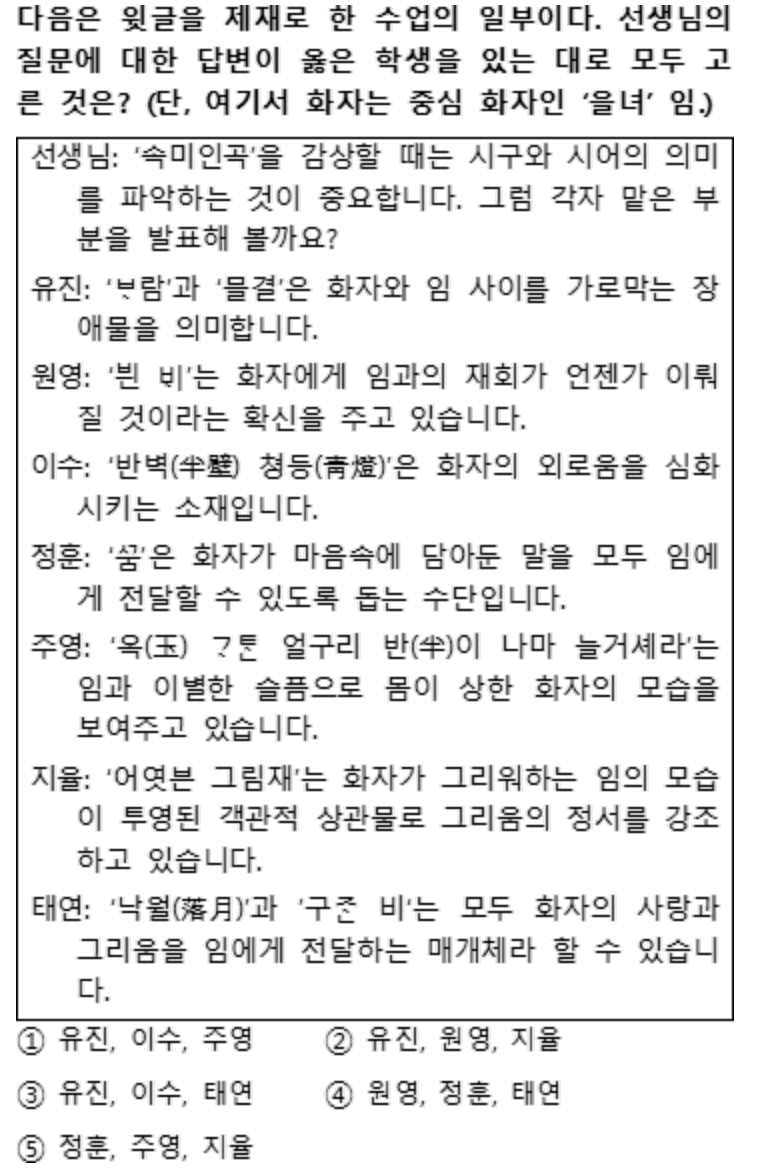 다음은 윗글을 제재로 한 수업의 일부이다. 선생님의
질문에 대한 답변이 옳은 학생을 있는 대로 모두 고
른 것은? (단, 여기서 화자는 중심 화자인 ‘을녀’ 임.)
선생님: ‘속미인곡’을 감상할 때는 시구와 시어의 의미
를 파악하는 것이 중요합니다. 그럼 각자 맡은 부
분을 발표해 볼까요?
유진: ‘ᄇᆞ람’과 ‘믈결’은 화자와 임 사이를 가로막는 장
애물을 의미합니다.
원영: ‘븬 ᄇᆡ’는 화자에게 임과의 재회가 언젠가 이뤄
질 것이라는 확신을 주고 있습니다.
이수: ‘반벽(半壁) 쳥등(靑燈)’은 화자의 외로움을 심화
시키는 소재입니다.
정훈: ‘ᄭᅮᆷ’은 화자가 마음속에 담아둔 말을 모두 임에
게 전달할 수 있도록 돕는 수단입니다.
주영: ‘옥(玉) ᄀᆞᄐᆞᆫ 얼구리 반(半)이 나마 늘거셰라’는
임과 이별한 슬픔으로 몸이 상한 화자의 모습을
보여주고 있습니다.
지율: ‘어엿븐 그림재’는 화자가 그리워하는 임의 모습
이 투영된 객관적 상관물로 그리움의 정서를 강조
하고 있습니다.
태연: ‘낙월(落月)’과 ‘구ᄌᆞᆫ 비’는 모두 화자의 사랑과
그리움을 임에게 전달하는 매개체라 할 수 있습니
다.
① 유진, 이수, 주영 ② 유진, 원영, 지율
③ 유진, 이수, 태연 ④ 원영, 정훈, 태연
⑤ 정훈, 주영, 지율